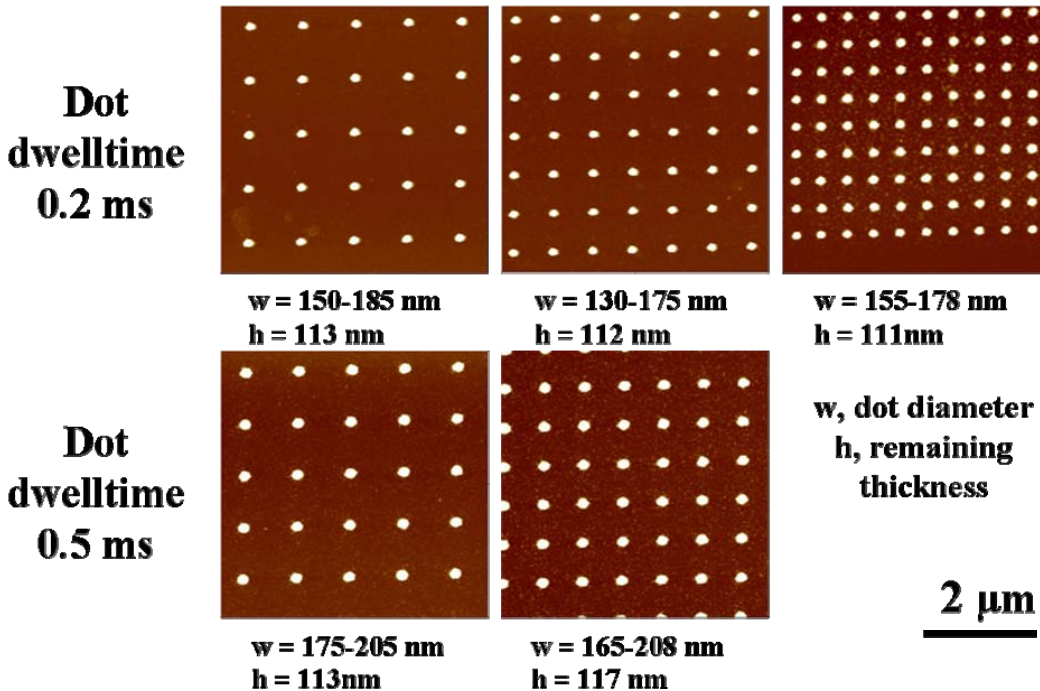 Dot
dwelltime
0.2 ms
w = 150-185 nm
h = 113 nm
w = 130-175 nm
h = 112 nm
w = 155-178 nm
h = 111nm
Dot
dwelltime
0.5 ms
w = 175-205 nm
h = 113nm
w = 165-208 nm
h = 117 nm
w, dot diameter
h, remaining
thickness
2 μm